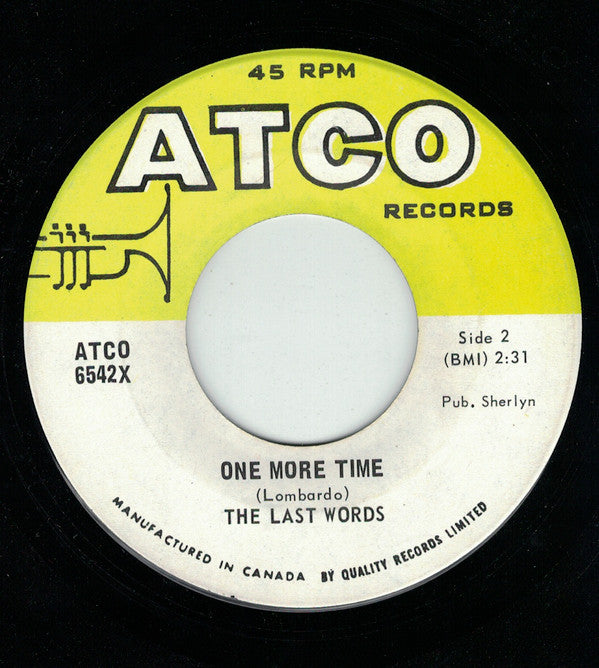 45 RPM
ATCO
RECORDS
ATCO
6542X
Side 2
(BMI) 2:31
Pub. Sherlyn
ONE MORE TIME
(Lombardo)
THE LAST WORDS
MANUFACTURED IN CANADA BY QUALITY RECORDS LIMITED